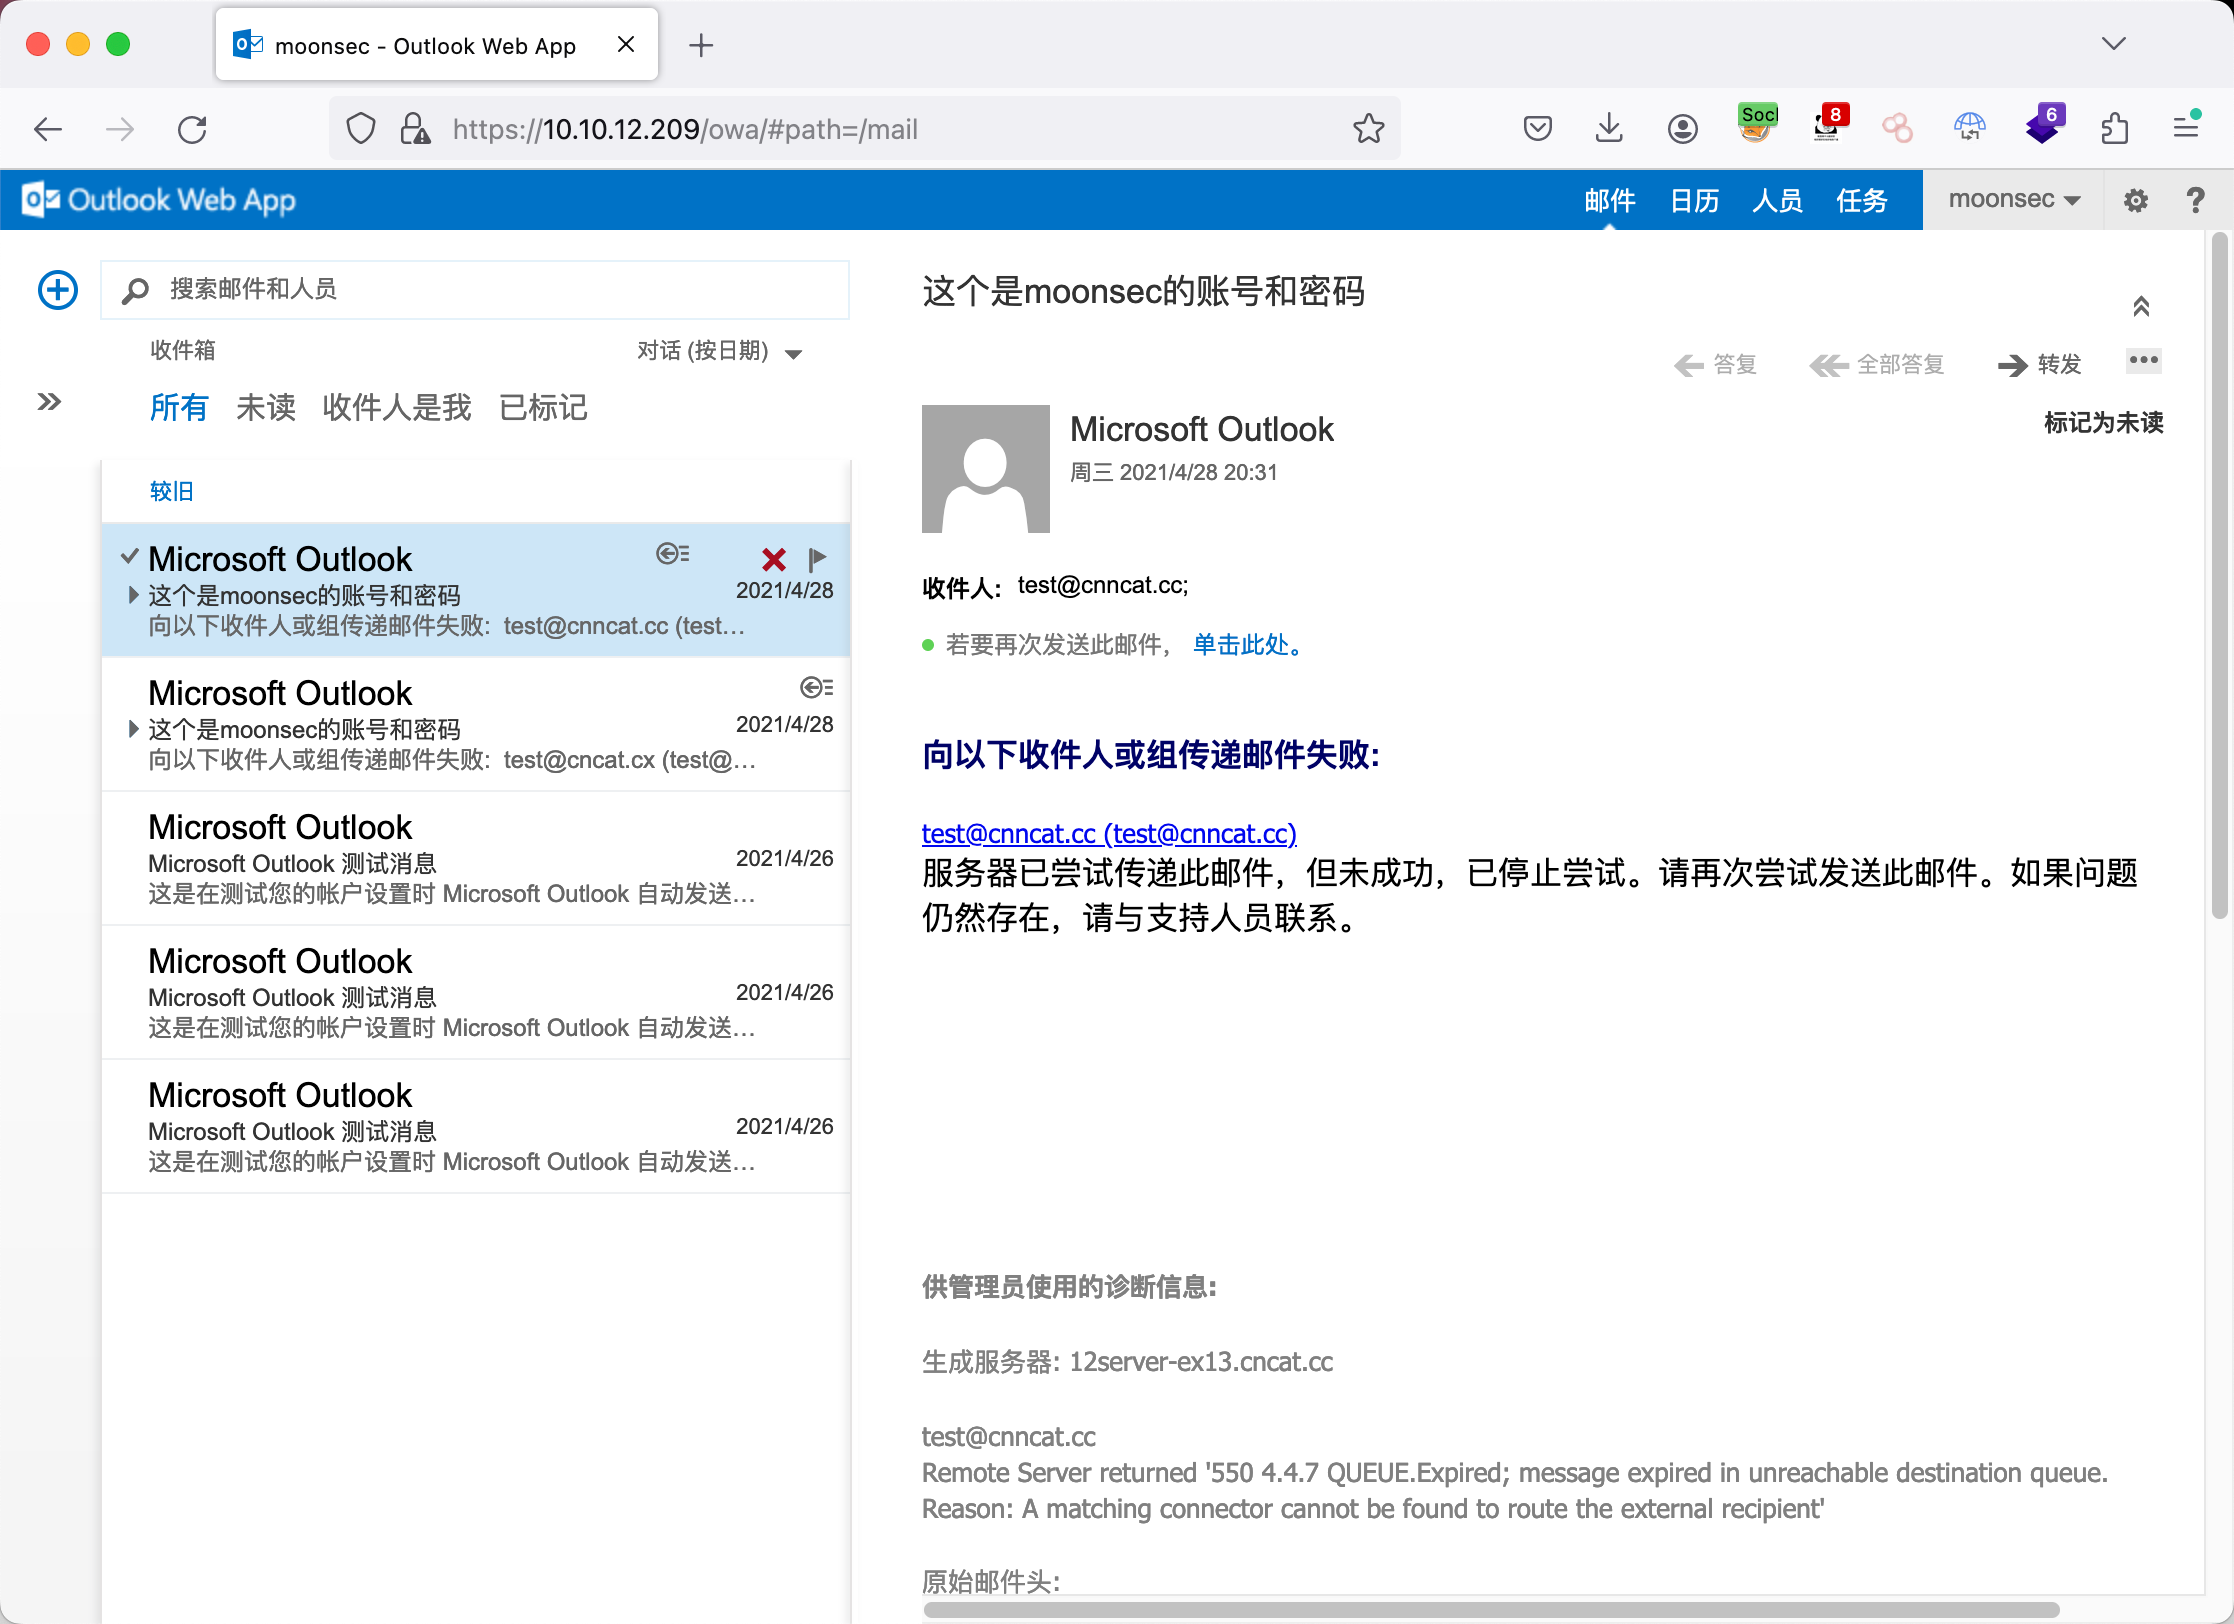 moonsec - Outlook Web App
https://10.10.12.209/owa/#path=/mail
Socl
8
6
Outlook Web App
邮件 日历 人员 任务
moonsec
?
搜索邮件和人员
收件箱
对话 (按日期)
所有 未读 收件人是我 已标记
较旧
Microsoft Outlook
这个是moonsec的账号和密码
2021/4/28
向以下收件人或组传递邮件失败: test@cnncat.cc (test…
Microsoft Outlook
这个是moonsec的账号和密码
2021/4/28
向以下收件人或组传递邮件失败: test@cncat.cx (test@…
Microsoft Outlook
Microsoft Outlook 测试消息
2021/4/26
这是在测试您的帐户设置时 Microsoft Outlook 自动发送…
Microsoft Outlook
Microsoft Outlook 测试消息
2021/4/26
这是在测试您的帐户设置时 Microsoft Outlook 自动发送…
Microsoft Outlook
Microsoft Outlook 测试消息
2021/4/26
这是在测试您的帐户设置时 Microsoft Outlook 自动发送…
这个是moonsec的账号和密码
答复 全部答复 转发
标记为未读
Microsoft Outlook
周三 2021/4/28 20:31
收件人: test@cnncat.cc;
若要再次发送此邮件， 单击此处。
向以下收件人或组传递邮件失败:
test@cnncat.cc (test@cnncat.cc)
服务器已尝试传递此邮件，但未成功，已停止尝试。请再次尝试发送此邮件。如果问题
仍然存在，请与支持人员联系。
供管理员使用的诊断信息:
生成服务器: 12server-ex13.cncat.cc
test@cnncat.cc
Remote Server returned '550 4.4.7 QUEUE.Expired; message expired in unreachable destination queue.
Reason: A matching connector cannot be found to route the external recipient'
原始邮件头: